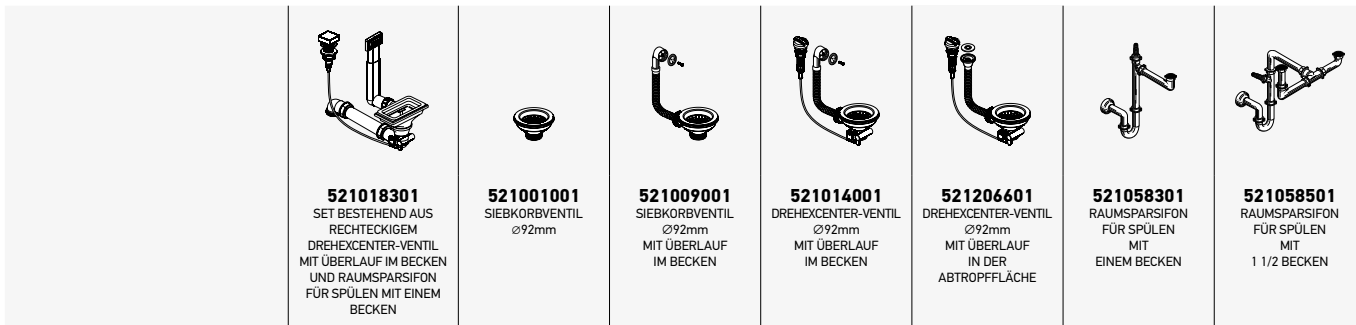 521018301
SET BESTEHEND AUS
RECHTECKIGEM
DREHEXCENTER-VENTIL
MIT ÜBERLAUF IM BECKEN
UND RAUMSPARSIFON
FÜR SPÜLEN MIT EINEM
BECKEN
521001001
SIEBKORBVENTIL
∅92mm
521009001
SIEBKORBVENTIL
∅92mm
MIT ÜBERLAUF
IM BECKEN
521014001
DREHEXCENTER-VENTIL
∅92mm
MIT ÜBERLAUF
IM BECKEN
521206601
DREHEXCENTER-VENTIL
∅92mm
MIT ÜBERLAUF
IN DER
ABTROPFFLÄCHE
521058301
RAUMSPARSIFON
FÜR SPÜLEN
MIT
EINEM BECKEN
521058501
RAUMSPARSIFON
FÜR SPÜLEN
MIT
1 1/2 BECKEN